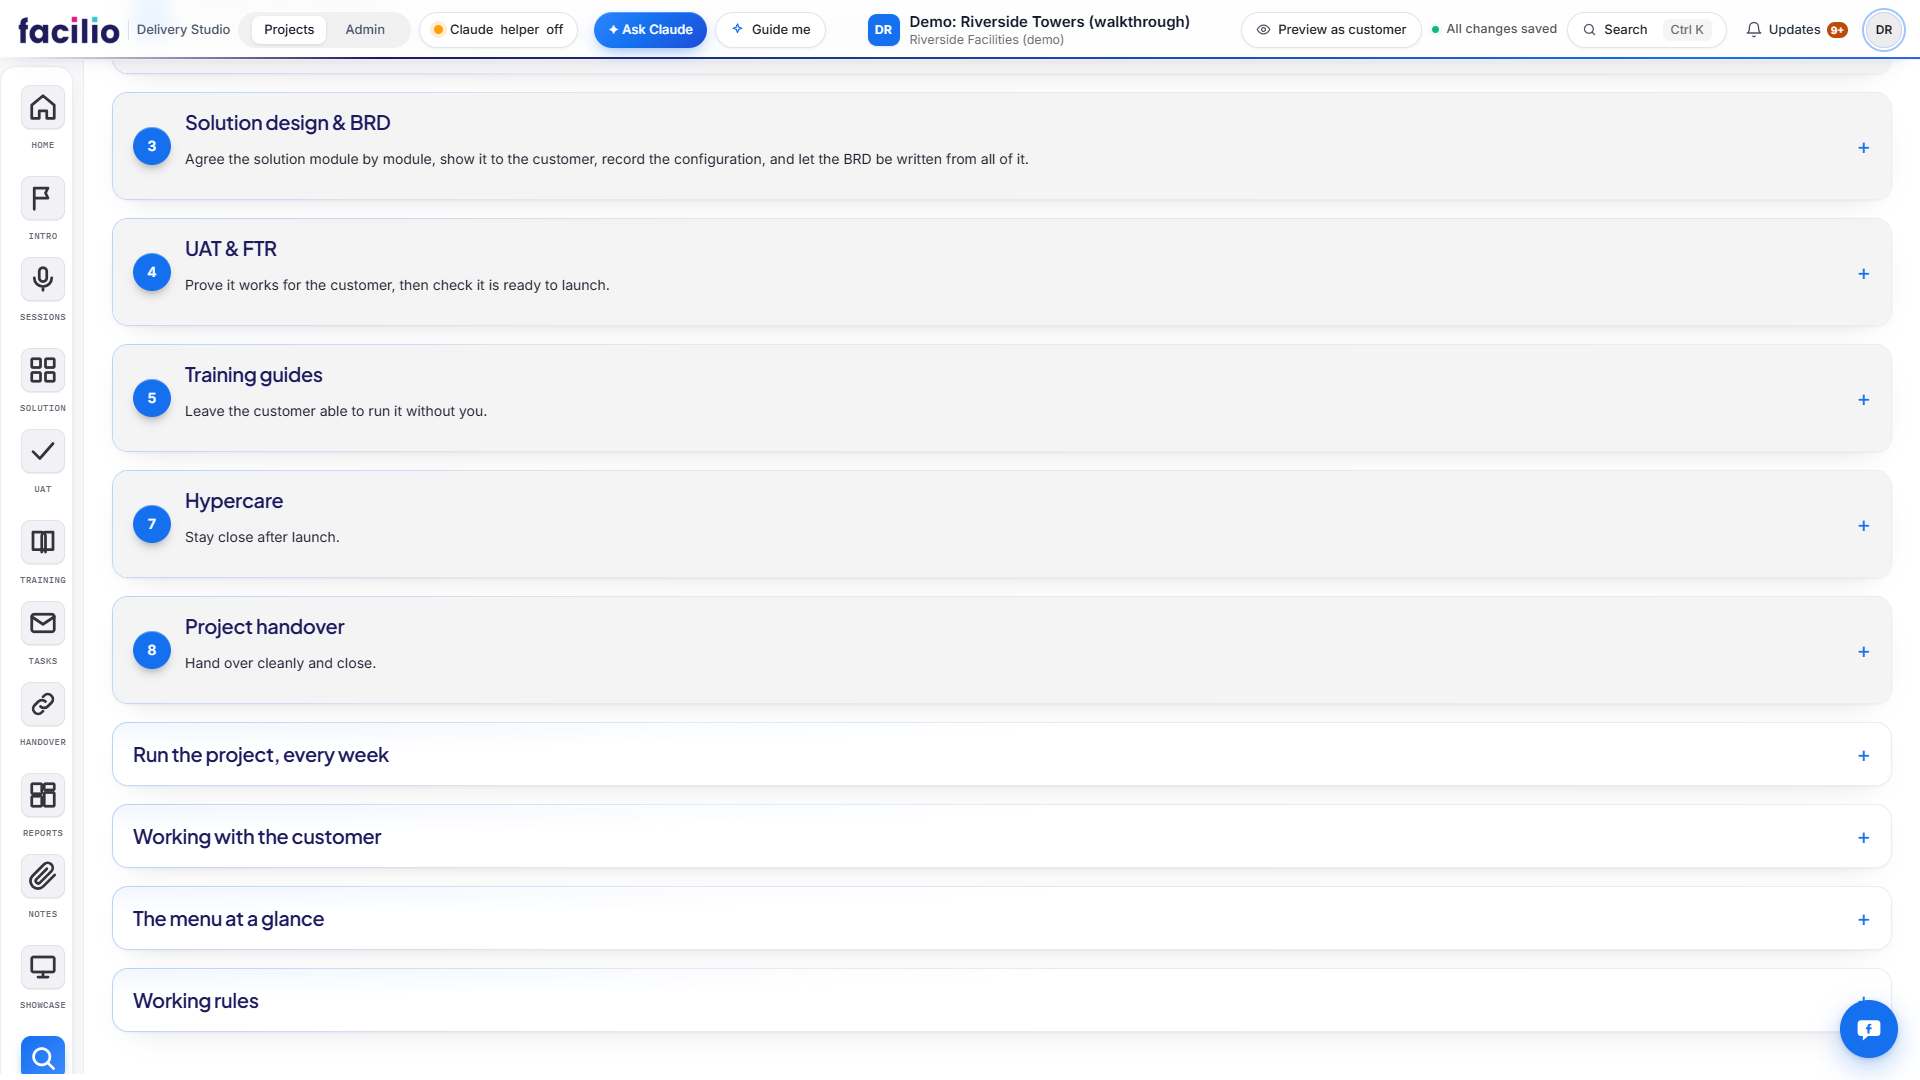 facilio
Delivery Studio
Projects
Admin
Claude helper off
Ask Claude
Guide me
DR
Demo: Riverside Towers (walkthrough)
Riverside Facilities (demo)
Preview as customer
All changes saved
Search
Ctrl K
Updates
9+
DR
HOME
INTRO
SESSIONS
SOLUTION
UAT
TRAINING
TASKS
HANDOVER
REPORTS
NOTES
SHOWCASE
3
Solution design & BRD
Agree the solution module by module, show it to the customer, record the configuration, and let the BRD be written from all of it.
+
4
UAT & FTR
Prove it works for the customer, then check it is ready to launch.
+
5
Training guides
Leave the customer able to run it without you.
+
7
Hypercare
Stay close after launch.
+
8
Project handover
Hand over cleanly and close.
+
Run the project, every week
+
Working with the customer
+
The menu at a glance
+
Working rules
+